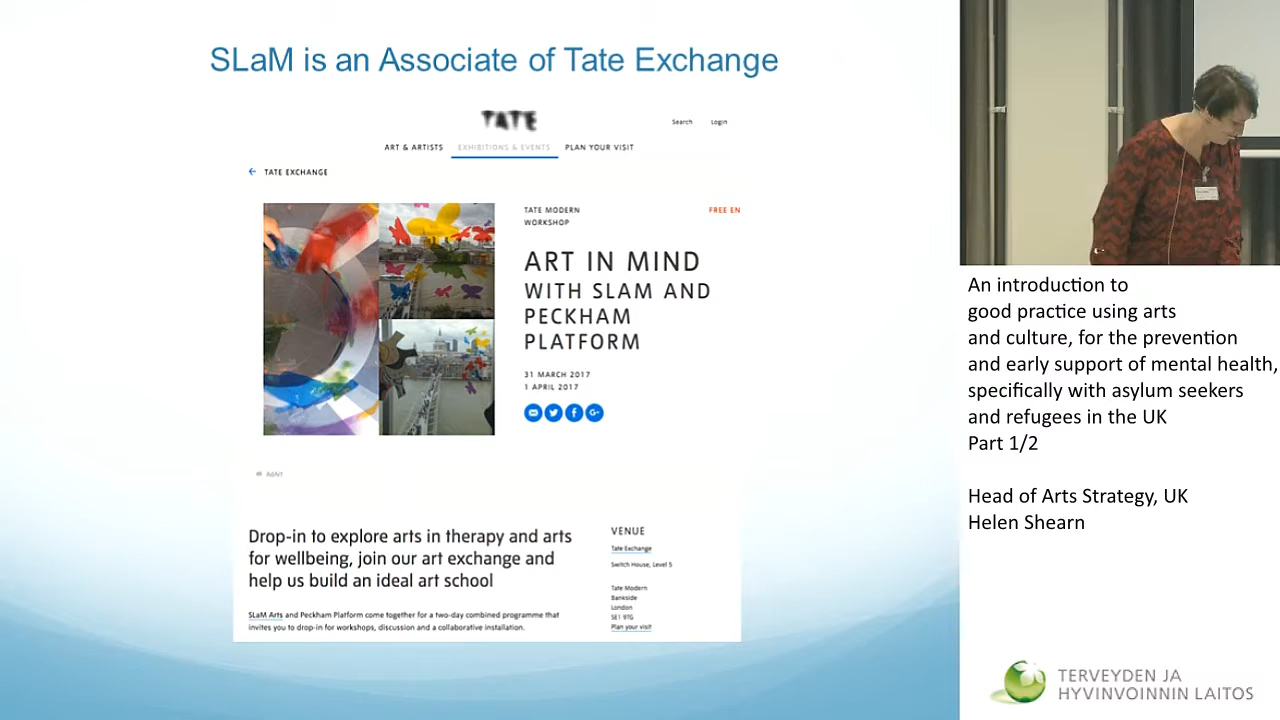 SLaM is an Associate of Tate Exchange
TATE
Search
Login
ART & ARTISTS
EXHIBITIONS & EVENTS
PLAN YOUR VISIT
TATE EXCHANGE
TATE MODERN
WORKSHOP
FREE EN
ART IN MIND
WITH SLAM AND
PECKHAM
PLATFORM
31 MARCH 2017
1 APRIL 2017
AdArt
Drop-in to explore arts in therapy and arts
for wellbeing, join our art exchange and
help us build an ideal art school
SLaM Arts and Peckham Platform come together for a two-day combined programme that
invites you to drop-in for workshops, discussion and a collaborative installation.
VENUE
Tate Exchange
Switch House, Level 5
Tate Modern
Bankside
London
SE1 9TG
Plan your visit
An introduction to
good practice using arts
and culture, for the prevention
and early support of mental health,
specifically with asylum seekers
and refugees in the UK
Part 1/2
Head of Arts Strategy, UK
Helen Shearn
TERVEYDEN JA
HYVINVOINNIN LAITOS